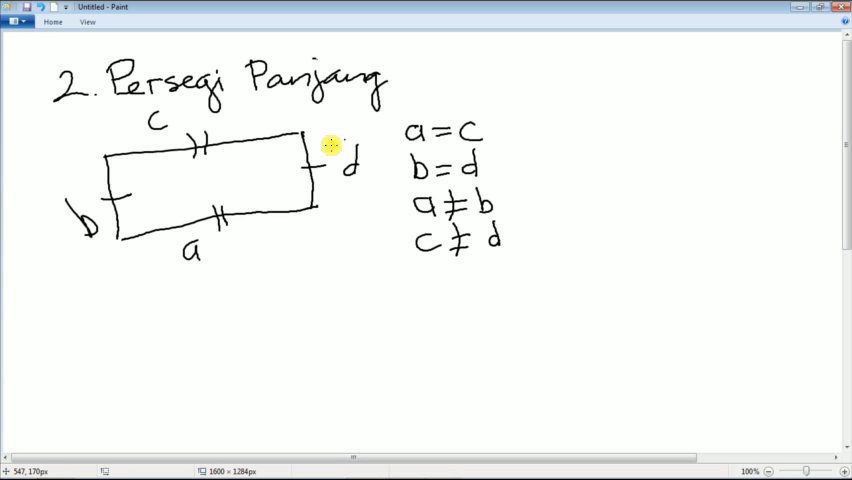 Untitled - Paint
Home View
2. Persegi Panjang
c
a = c
d
b = d
b
a ≠ b
a
c ≠ d
547, 170px
1600 × 1284px
100%